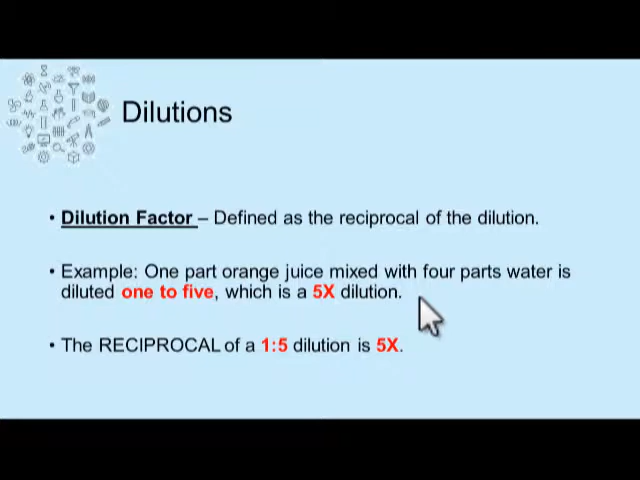 Dilutions
• Dilution Factor – Defined as the reciprocal of the dilution.
• Example: One part orange juice mixed with four parts water is
diluted one to five, which is a 5X dilution.
• The RECIPROCAL of a 1:5 dilution is 5X.